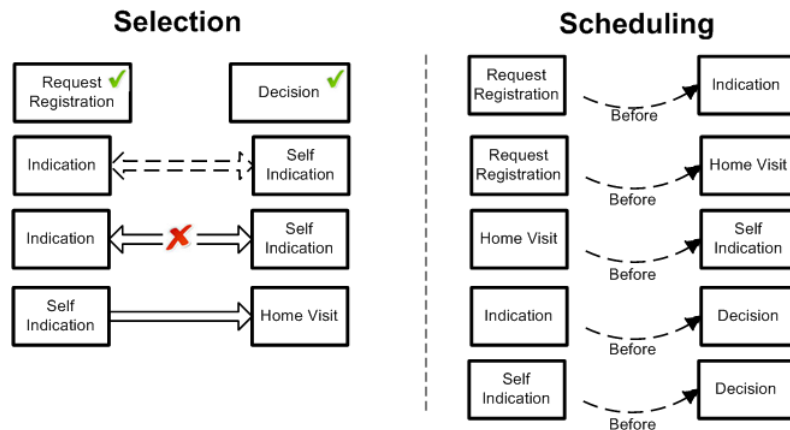 Selection
Request
Registration
Decision
Indication
Self
Indication
Indication
Self
Indication
Self
Indication
Home Visit
Scheduling
Request
Registration
Before
Indication
Request
Registration
Before
Home Visit
Home Visit
Before
Self
Indication
Indication
Before
Decision
Self
Indication
Before
Decision